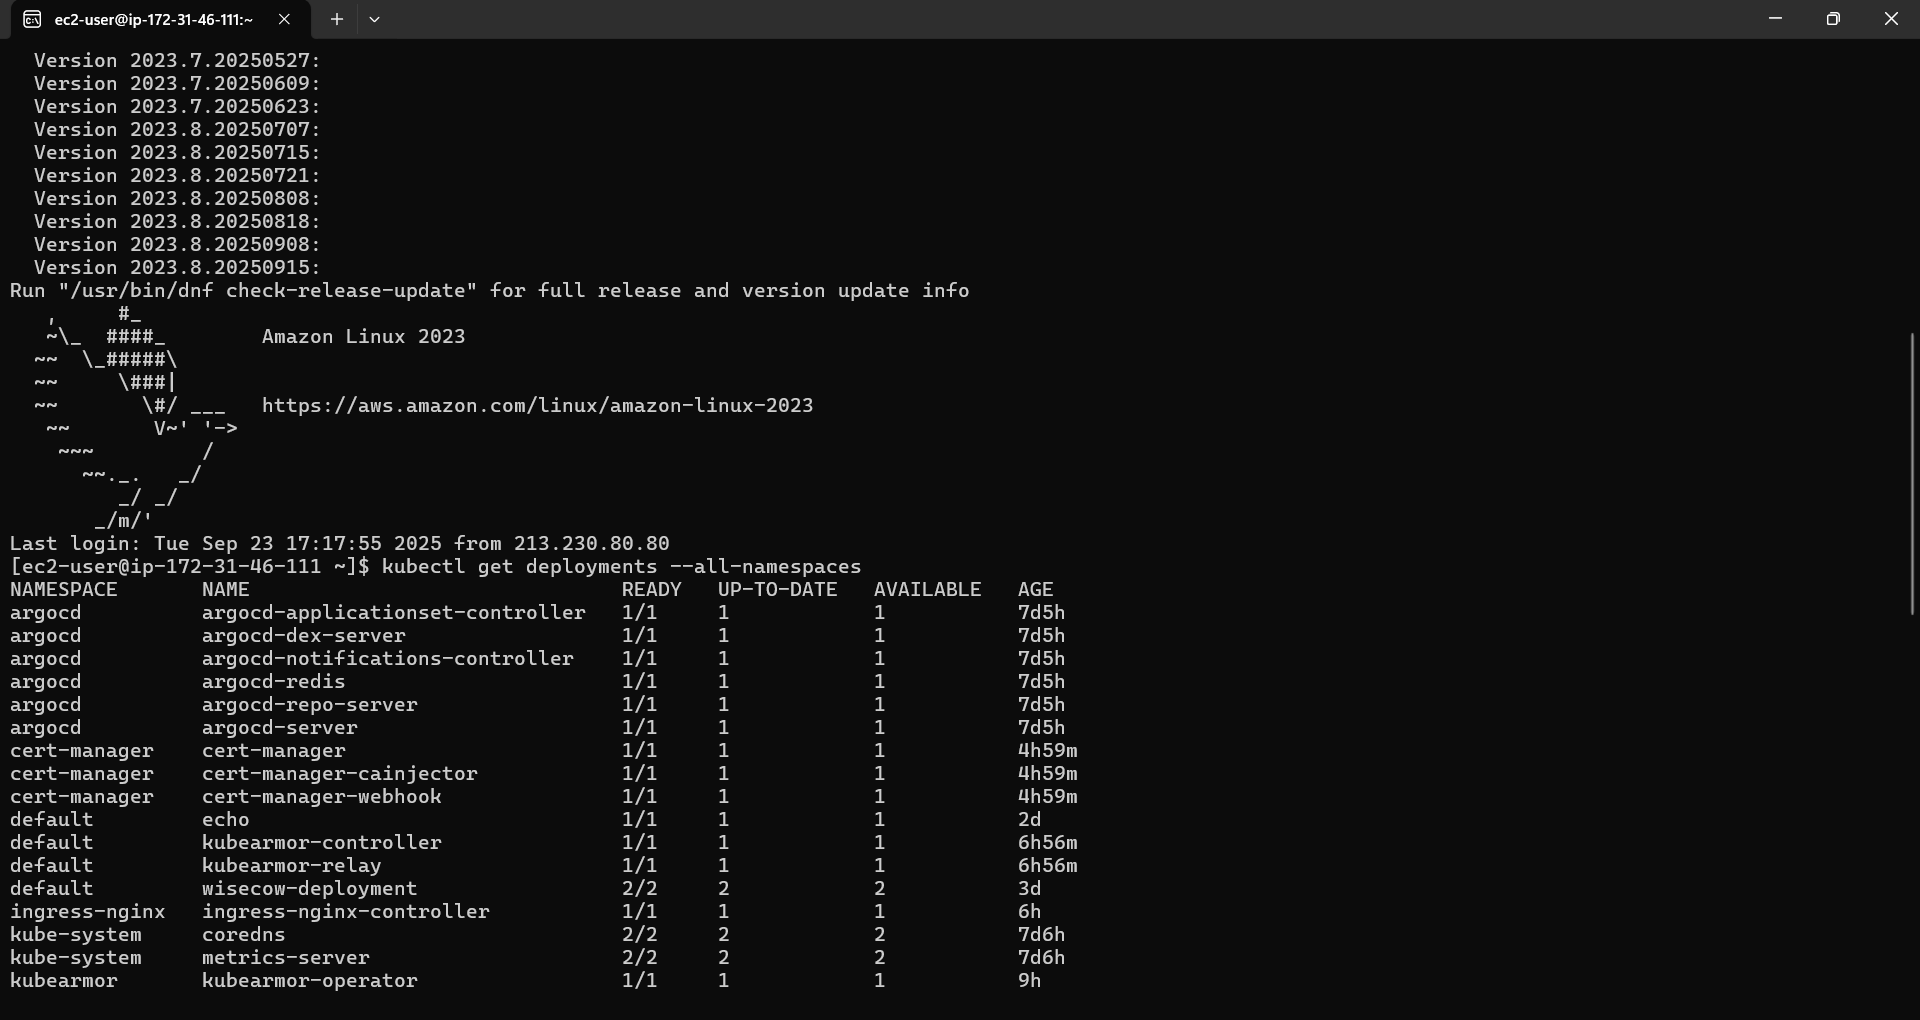 ec2-user@ip-172-31-46-111:~
  Version 2023.7.20250527:
  Version 2023.7.20250609:
  Version 2023.7.20250623:
  Version 2023.8.20250707:
  Version 2023.8.20250715:
  Version 2023.8.20250721:
  Version 2023.8.20250808:
  Version 2023.8.20250818:
  Version 2023.8.20250908:
  Version 2023.8.20250915:
Run "/usr/bin/dnf check-release-update" for full release and version update info
   ,     #_
   ~\_  ####_        Amazon Linux 2023
  ~~  \_#####\
  ~~     \###|
  ~~       \#/ ___   https://aws.amazon.com/linux/amazon-linux-2023
   ~~       V~' '->
    ~~~         /
      ~~._.   _/
         _/ _/
       _/m/'
Last login: Tue Sep 23 17:17:55 2025 from 213.230.80.80
[ec2-user@ip-172-31-46-111 ~]$ kubectl get deployments --all-namespaces
NAMESPACE       NAME                               READY   UP-TO-DATE   AVAILABLE   AGE
argocd          argocd-applicationset-controller   1/1     1            1           7d5h
argocd          argocd-dex-server                  1/1     1            1           7d5h
argocd          argocd-notifications-controller    1/1     1            1           7d5h
argocd          argocd-redis                       1/1     1            1           7d5h
argocd          argocd-repo-server                 1/1     1            1           7d5h
argocd          argocd-server                      1/1     1            1           7d5h
cert-manager    cert-manager                       1/1     1            1           4h59m
cert-manager    cert-manager-cainjector            1/1     1            1           4h59m
cert-manager    cert-manager-webhook               1/1     1            1           4h59m
default         echo                               1/1     1            1           2d
default         kubearmor-controller               1/1     1            1           6h56m
default         kubearmor-relay                    1/1     1            1           6h56m
default         wisecow-deployment                 2/2     2            2           3d
ingress-nginx   ingress-nginx-controller           1/1     1            1           6h
kube-system     coredns                            2/2     2            2           7d6h
kube-system     metrics-server                     2/2     2            2           7d6h
kubearmor       kubearmor-operator                 1/1     1            1           9h